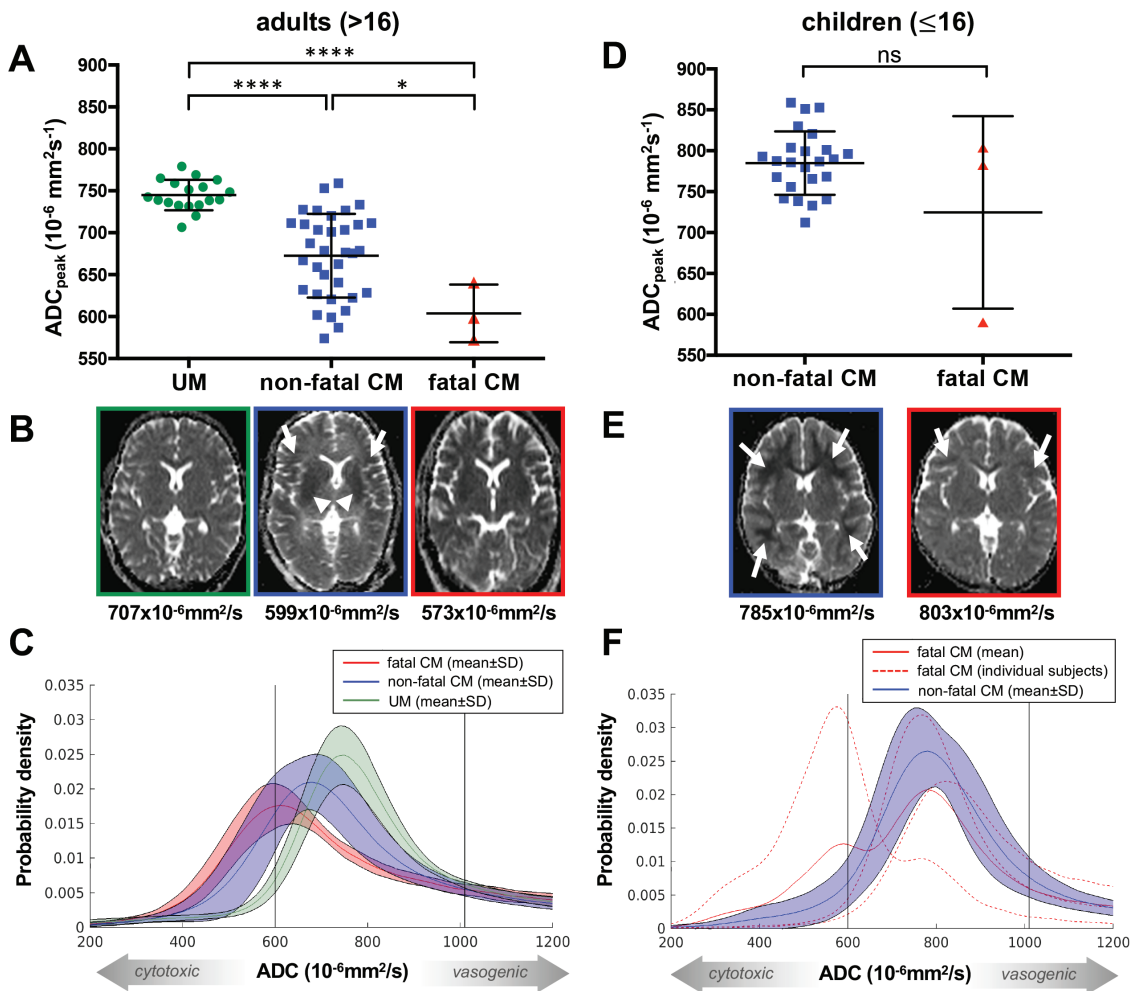 adults (>16)
children (≤16)
A
ADCpeak (10-6 mm2s-1)
900
850
800
750
700
650
600
550
****
****
*
UM
non-fatal CM
fatal CM
D
ADCpeak (10-6 mm2s-1)
900
850
800
750
700
650
600
550
ns
non-fatal CM
fatal CM
B
707x10-6mm2/s
599x10-6mm2/s
573x10-6mm2/s
E
785x10-6mm2/s
803x10-6mm2/s
C
fatal CM (mean±SD)
non-fatal CM (mean±SD)
UM (mean±SD)
Probability density
0.035
0.03
0.025
0.02
0.015
0.01
0.005
0
200
400
600
800
1000
1200
cytotoxic
ADC (10-6mm2/s)
vasogenic
F
fatal CM (mean)
fatal CM (individual subjects)
non-fatal CM (mean±SD)
Probability density
0.035
0.03
0.025
0.02
0.015
0.01
0.005
0
200
400
600
800
1000
1200
cytotoxic
ADC (10-6mm2/s)
vasogenic